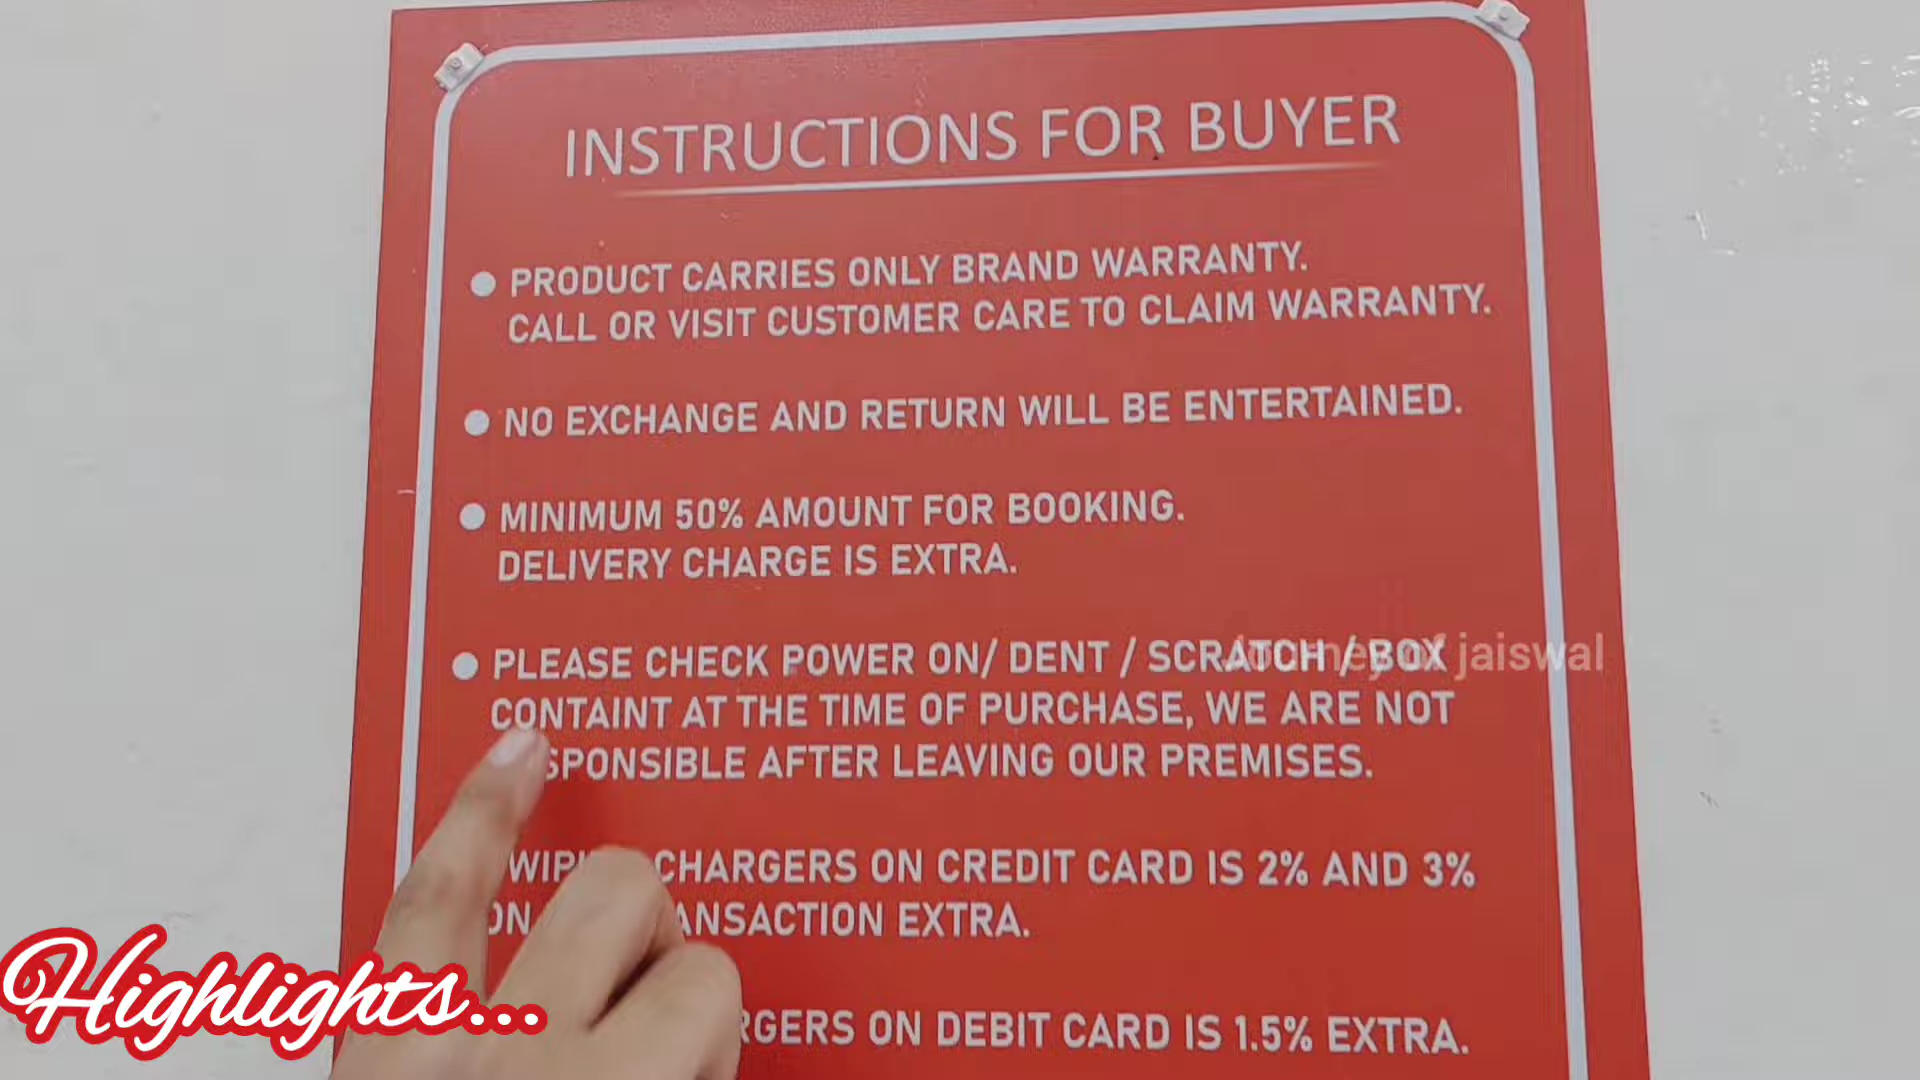 INSTRUCTIONS FOR BUYER
PRODUCT CARRIES ONLY BRAND WARRANTY.
CALL OR VISIT CUSTOMER CARE TO CLAIM WARRANTY.
NO EXCHANGE AND RETURN WILL BE ENTERTAINED.
MINIMUM 50% AMOUNT FOR BOOKING.
DELIVERY CHARGE IS EXTRA.
PLEASE CHECK POWER ON/ DENT / SCRATCH / BOX
Journey of jaiswal
CONTAINT AT THE TIME OF PURCHASE, WE ARE NOT
AFTER LEAVING OUR PREMISES.
CHARGERS ON CREDIT CARD IS 2% AND 3%
ON EXTRA.
ON DEBIT CARD IS 1.5% EXTRA.
Highlights...